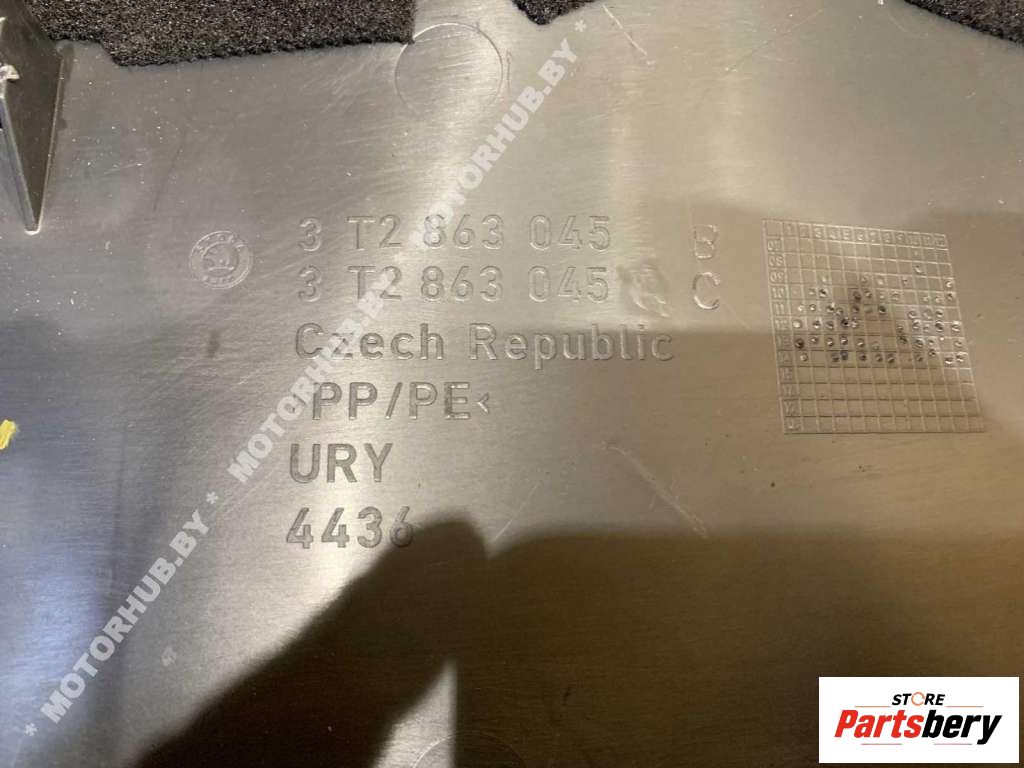 3 T2 863 045 B
3 T2 863 045 C
Czech Republic
PP/PE<
URY
4436
* MOTORHUB.BY * MOTORHUB.BY * MOTORHUB.BY *
STORE
Partsbery